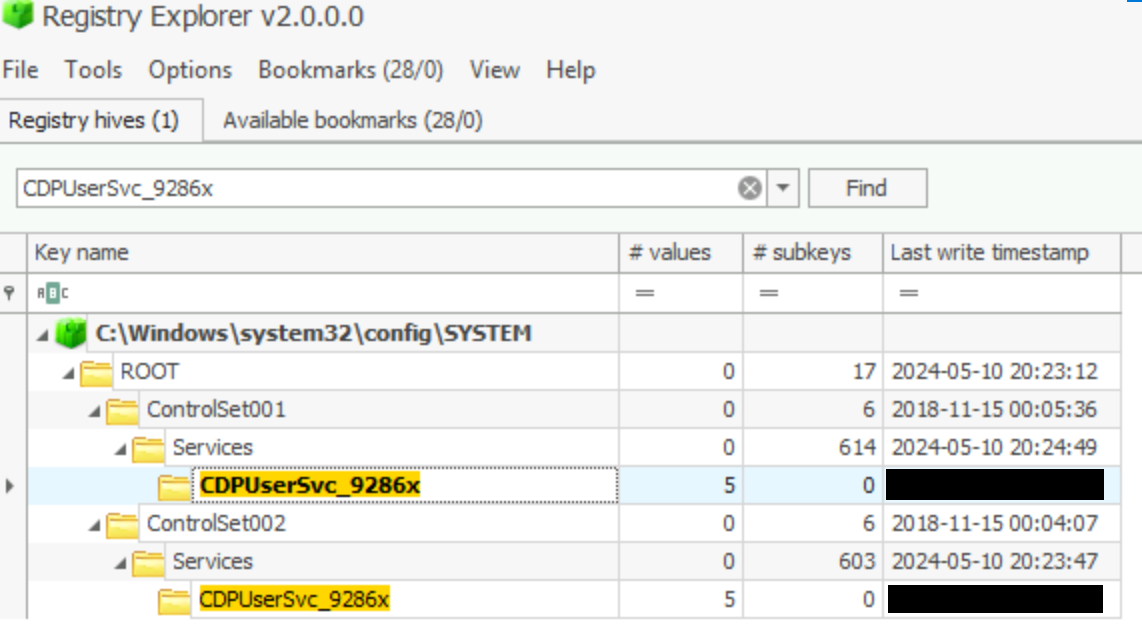 Registry Explorer v2.0.0.0
File Tools Options Bookmarks (28/0) View Help
Registry hives (1) Available bookmarks (28/0)
CDPUserSvc_9286x Find
Key name # values # subkeys Last write timestamp
ABC = = =
C:\Windows\system32\config\SYSTEM
ROOT 0 17 2024-05-10 20:23:12
ControlSet001 0 6 2018-11-15 00:05:36
Services 0 614 2024-05-10 20:24:49
CDPUserSvc_9286x 5 0
ControlSet002 0 6 2018-11-15 00:04:07
Services 0 603 2024-05-10 20:23:47
CDPUserSvc_9286x 5 0